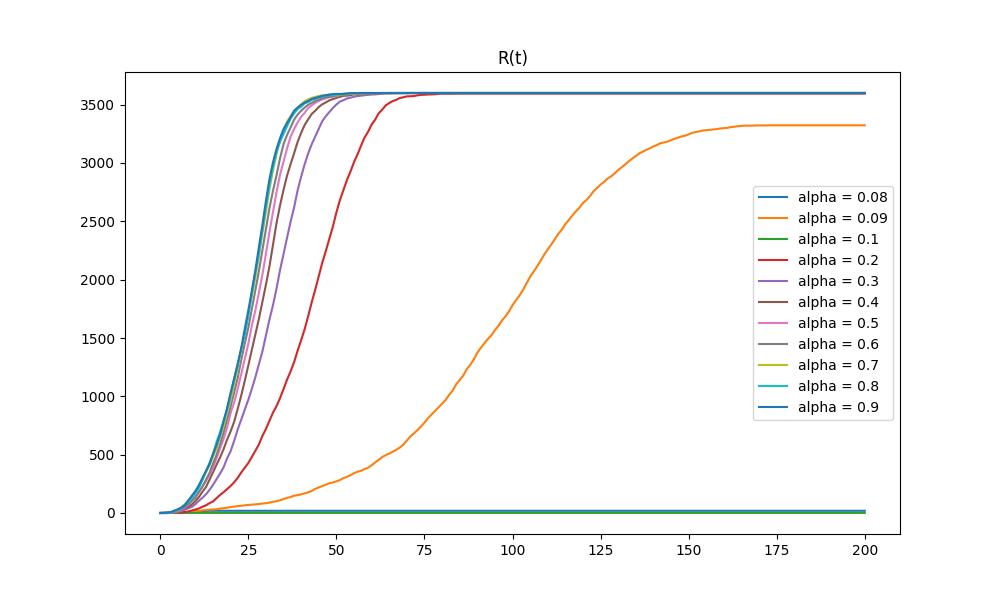 R(t)
3500
3000
2500
2000
1500
1000
500
0
alpha = 0.08
alpha = 0.09
alpha = 0.1
alpha = 0.2
alpha = 0.3
alpha = 0.4
alpha = 0.5
alpha = 0.6
alpha = 0.7
alpha = 0.8
alpha = 0.9
0 25 50 75 100 125 150 175 200